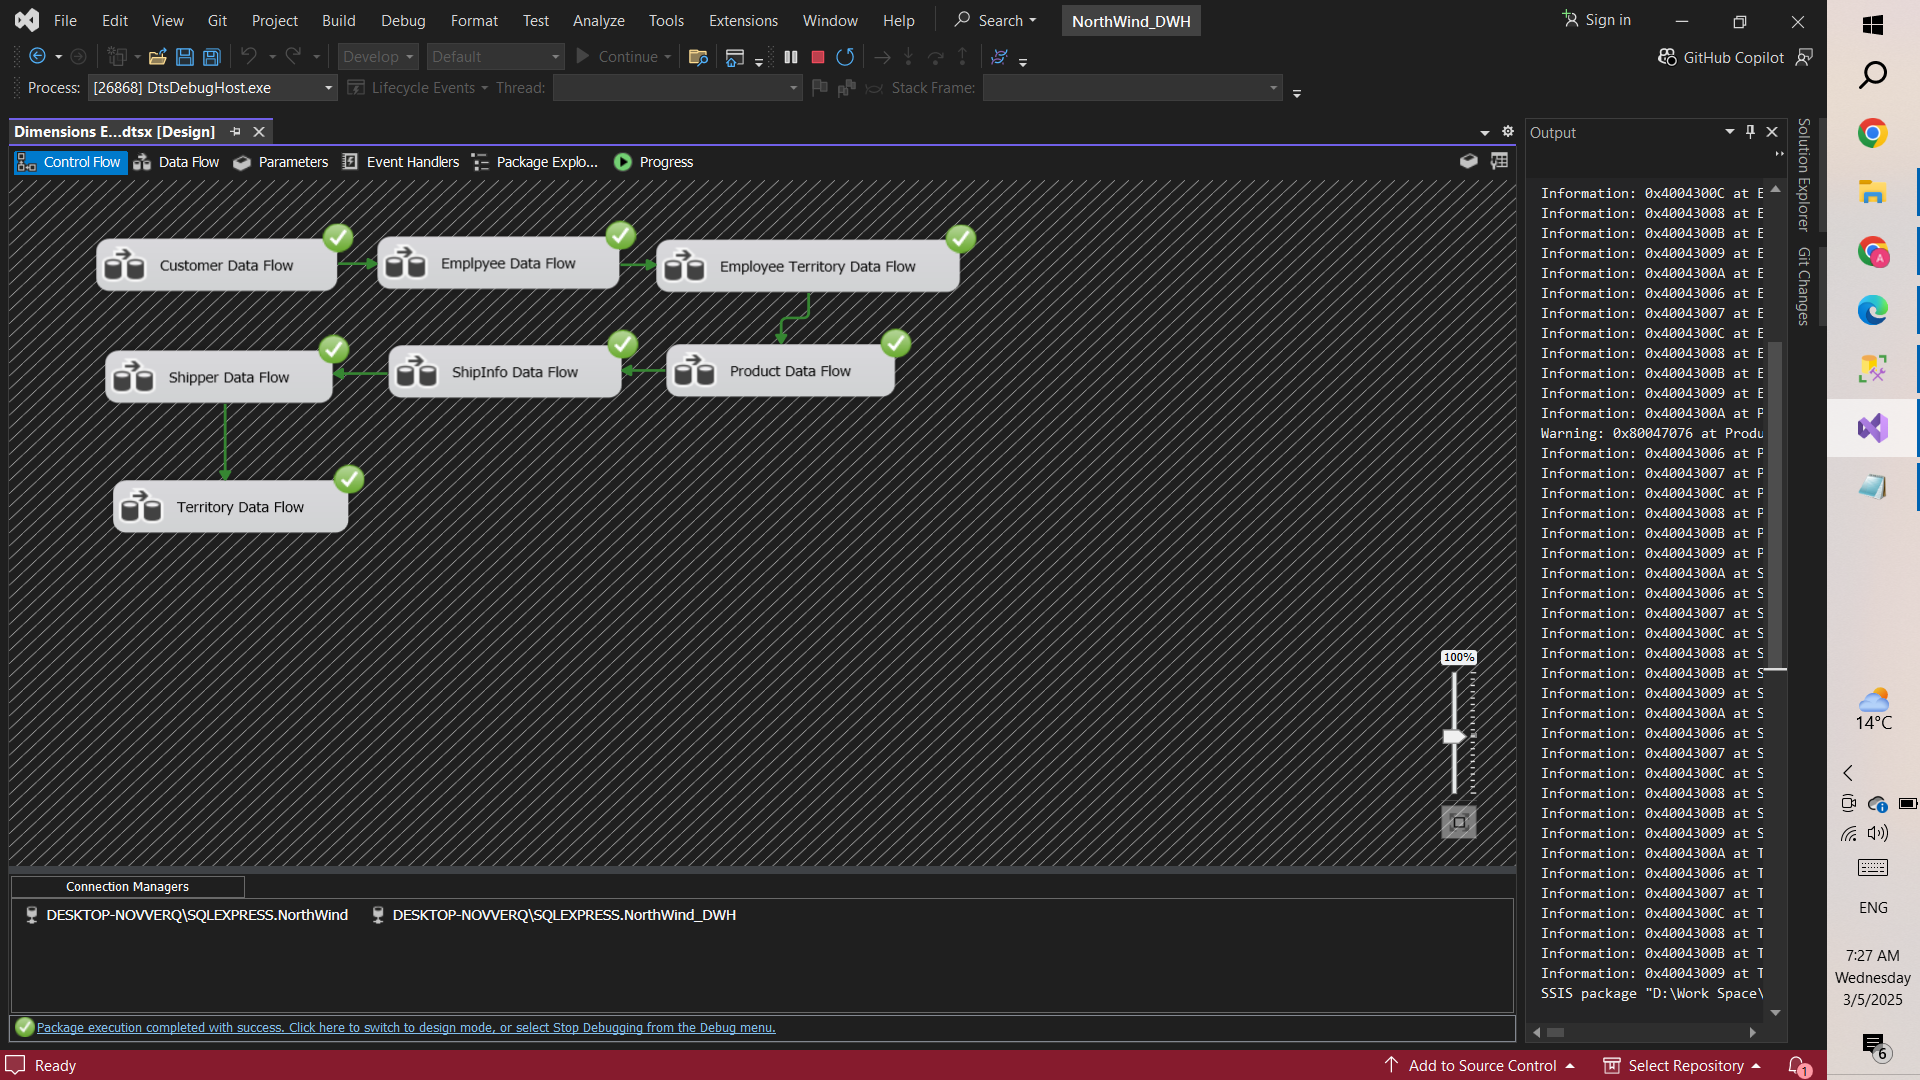 File Edit View Git Project Build Debug Format Test Analyze Tools Extensions Window Help Search NorthWind_DWH Sign in
Develop Default Continue GitHub Copilot
Process: [26868] DtsDebugHost.exe Lifecycle Events Thread: Stack Frame:
Dimensions E...dtsx [Design]
Control Flow Data Flow Parameters Event Handlers Package Explo... Progress
Customer Data Flow
Emplpyee Data Flow
Employee Territory Data Flow
Shipper Data Flow
ShipInfo Data Flow
Product Data Flow
Territory Data Flow
100%
Connection Managers
DESKTOP-NOVVERQ\SQLEXPRESS.NorthWind DESKTOP-NOVVERQ\SQLEXPRESS.NorthWind_DWH
Package execution completed with success. Click here to switch to design mode, or select Stop Debugging from the Debug menu.
Output
Information: 0x4004300C at E
Information: 0x40043008 at E
Information: 0x4004300B at E
Information: 0x40043009 at E
Information: 0x4004300A at E
Information: 0x40043006 at E
Information: 0x40043007 at E
Information: 0x4004300C at E
Information: 0x40043008 at E
Information: 0x4004300B at E
Information: 0x40043009 at E
Information: 0x4004300A at P
Warning: 0x80047076 at Produ
Information: 0x40043006 at P
Information: 0x40043007 at P
Information: 0x4004300C at P
Information: 0x40043008 at P
Information: 0x4004300B at P
Information: 0x40043009 at P
Information: 0x4004300A at S
Information: 0x40043006 at S
Information: 0x40043007 at S
Information: 0x4004300C at S
Information: 0x40043008 at S
Information: 0x4004300B at S
Information: 0x40043009 at S
Information: 0x4004300A at S
Information: 0x40043006 at S
Information: 0x40043007 at S
Information: 0x4004300C at S
Information: 0x40043008 at S
Information: 0x4004300B at S
Information: 0x40043009 at S
Information: 0x4004300A at T
Information: 0x40043006 at T
Information: 0x40043007 at T
Information: 0x4004300C at T
Information: 0x40043008 at T
Information: 0x4004300B at T
Information: 0x40043009 at T
SSIS package "D:\Work Space\
Solution Explorer
Git Changes
Ready
Add to Source Control
Select Repository
1
A
14°C
ENG
7:27 AM
Wednesday
3/5/2025
6